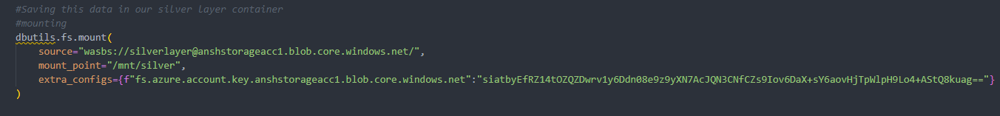 #Saving this data in our silver layer container
#mounting
dbutils.fs.mount(
    source="wasbs://silverlayer@anshstorageacc1.blob.core.windows.net/",
    mount_point="/mnt/silver",
    extra_configs={f"fs.azure.account.key.anshstorageacc1.blob.core.windows.net":"siatbyEfRZ14tOZQZDwrv1y6Ddn08e9z9yXN7AcJQN3CNfCZs9Iov6DaX+sY6aovHjTpWlpH9Lo4+AStQ8kuag=="}
)